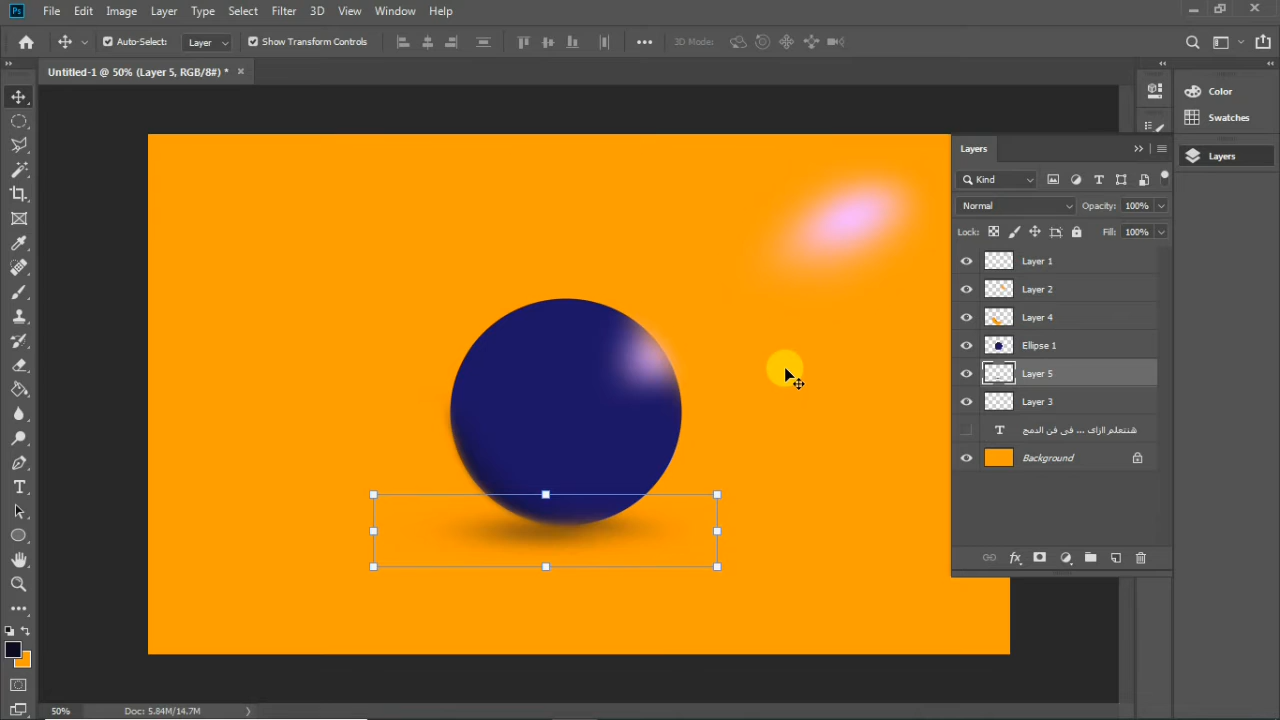 Ps File Edit Image Layer Type Select Filter 3D View Window Help
Auto-Select: Layer Show Transform Controls 3D Mode:
Untitled-1 @ 50% (Layer 5, RGB/8#) *
Color
Swatches
Layers
Layers
Kind
Normal Opacity: 100%
Lock: Fill: 100%
Layer 1
Layer 2
Layer 4
Ellipse 1
Layer 5
Layer 3
T شنتعلم اازاى ... فى فن الدمج
Background
50% Doc: 5.84M/14.7M